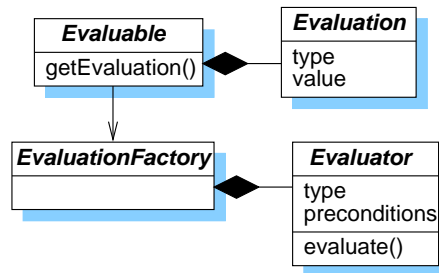 Evaluable
getEvaluation()
Evaluation
type
value
EvaluationFactory
Evaluator
type
preconditions
evaluate()